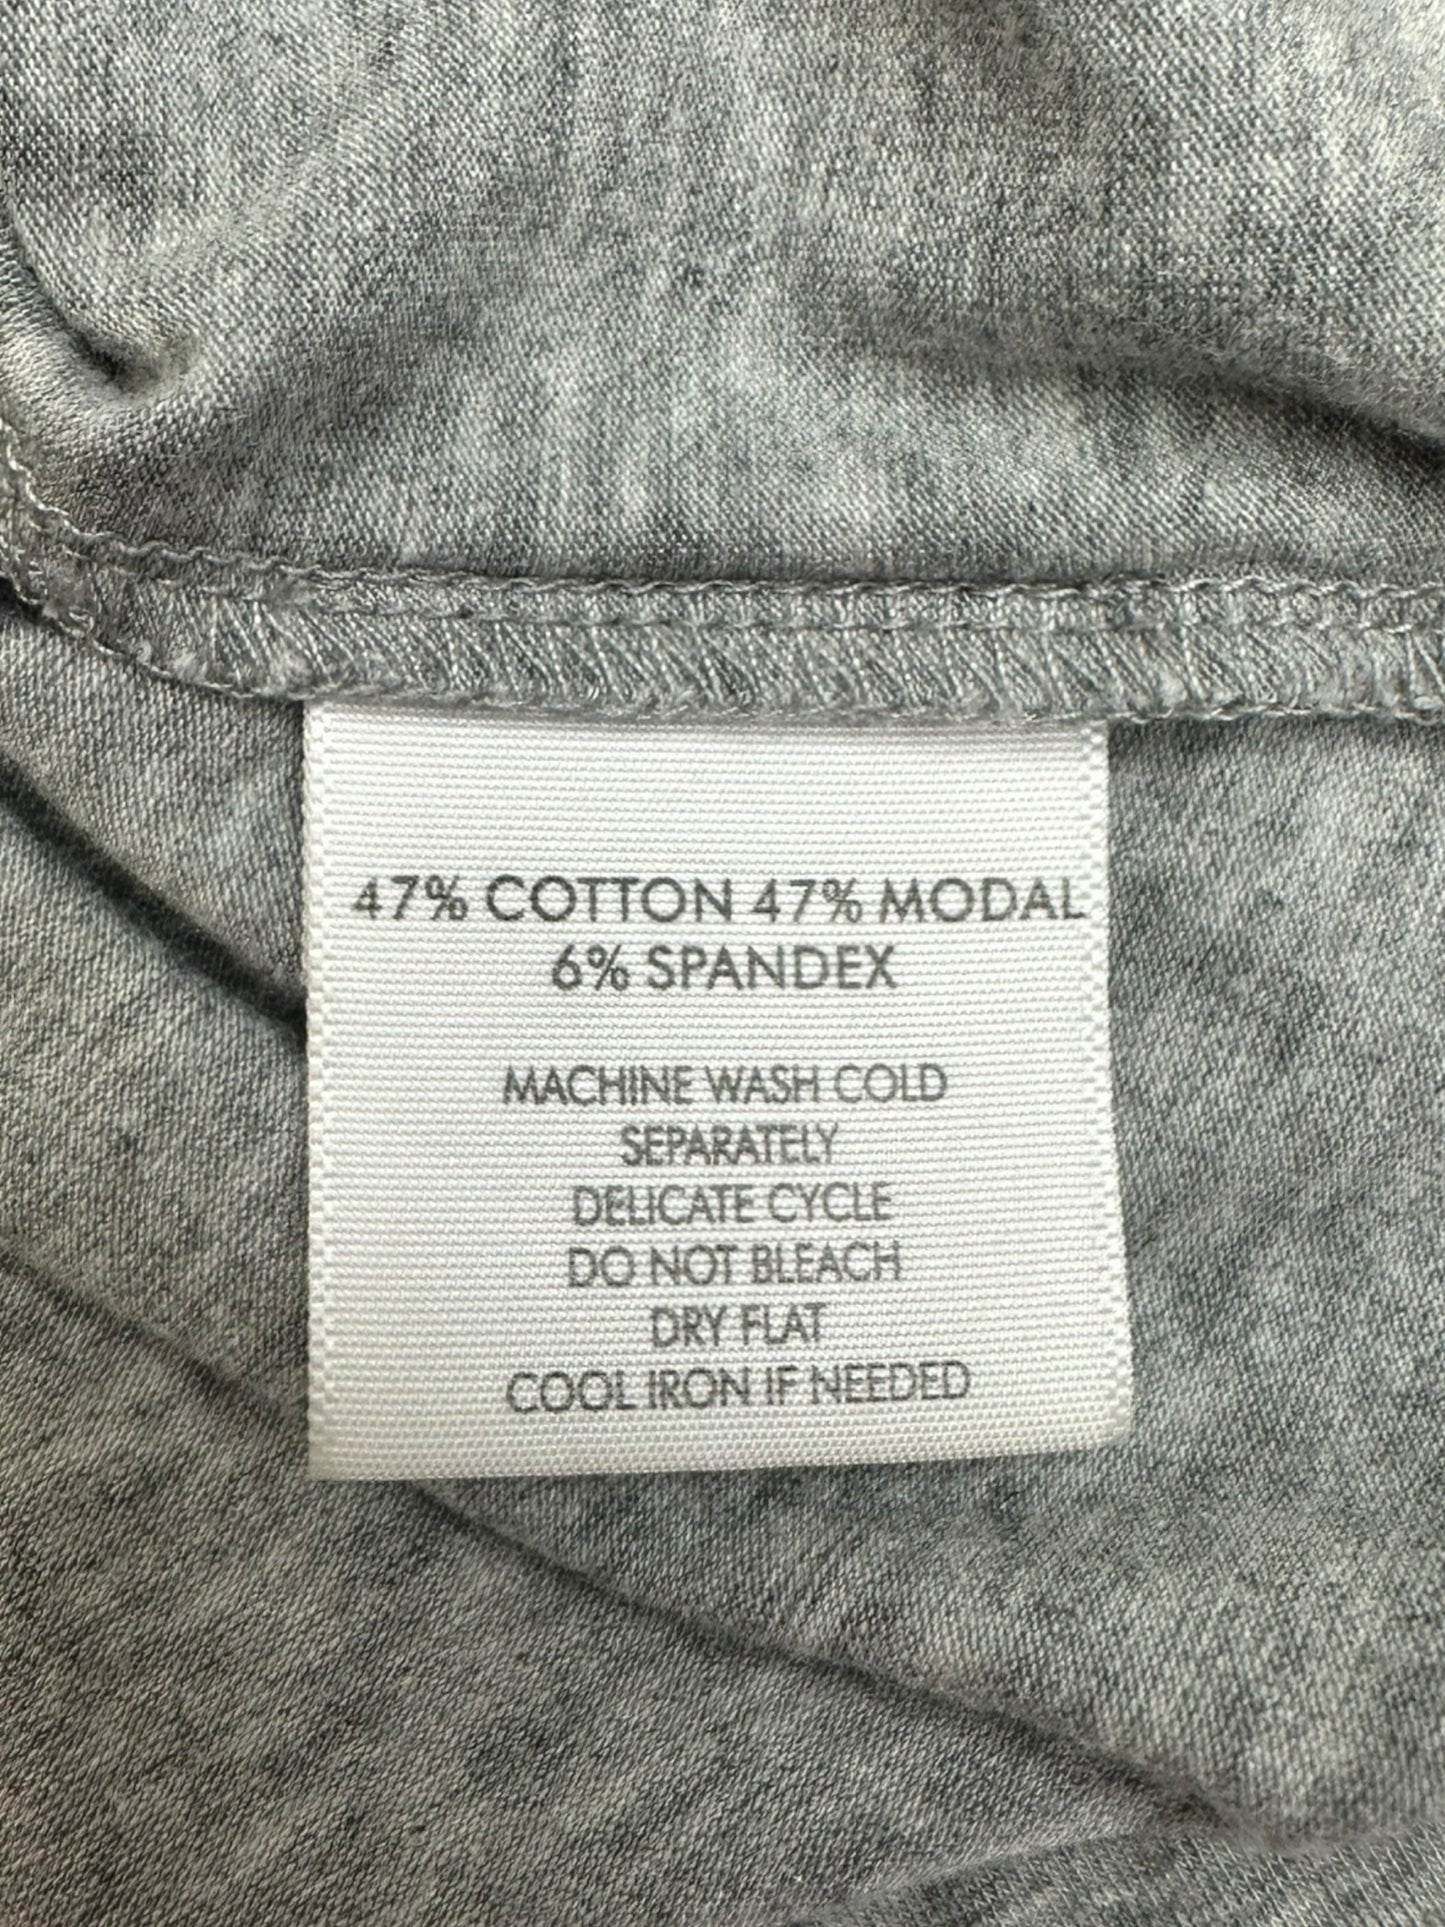 47% COTTON 47% MODAL
6% SPANDEX
MACHINE WASH COLD
SEPARATELY
DELICATE CYCLE
DO NOT BLEACH
DRY FLAT
COOL IRON IF NEEDED